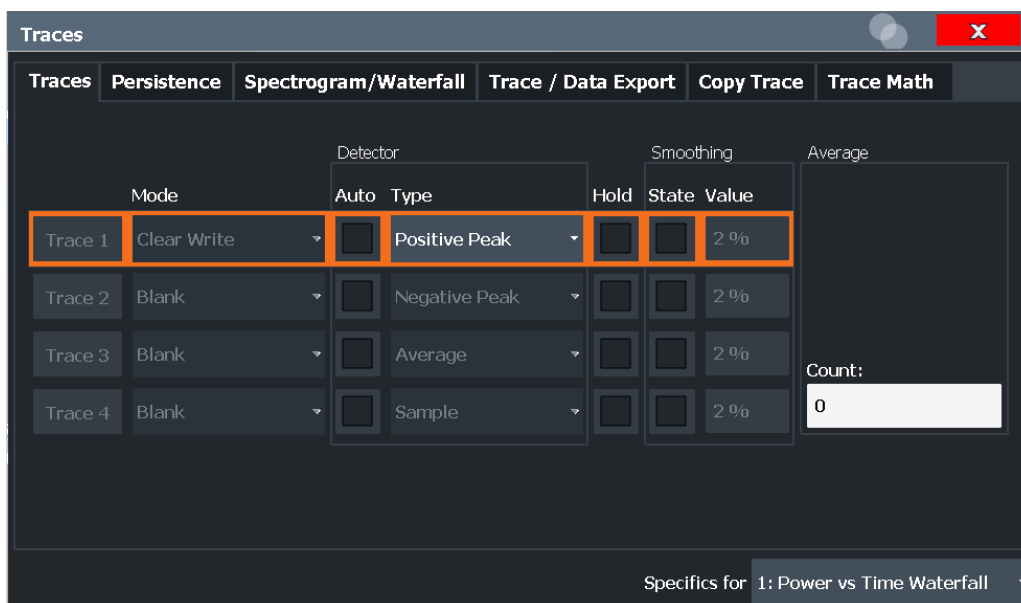 Traces
X
Traces Persistence Spectrogram/Waterfall Trace / Data Export Copy Trace Trace Math
Detector Smoothing Average
Mode Auto Type Hold State Value
Trace 1 Clear Write Positive Peak 2 %
Trace 2 Blank Negative Peak 2 %
Trace 3 Blank Average 2 %
Count:
Trace 4 Blank Sample 2 % 0
Specifics for 1: Power vs Time Waterfall